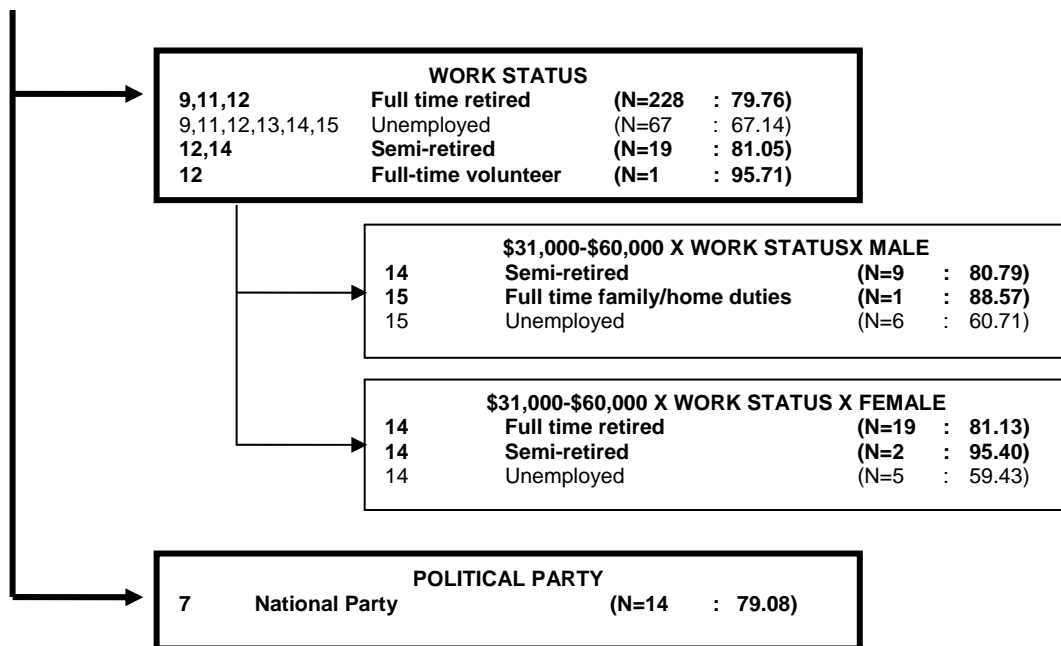 WORK STATUS
9,11,12 Full time retired (N=228 : 79.76)
9,11,12,13,14,15 Unemployed (N=67 : 67.14)
12,14 Semi-retired (N=19 : 81.05)
12 Full-time volunteer (N=1 : 95.71)
$31,000-$60,000 X WORK STATUSX MALE
14 Semi-retired (N=9 : 80.79)
15 Full time family/home duties (N=1 : 88.57)
15 Unemployed (N=6 : 60.71)
$31,000-$60,000 X WORK STATUS X FEMALE
14 Full time retired (N=19 : 81.13)
14 Semi-retired (N=2 : 95.40)
14 Unemployed (N=5 : 59.43)
POLITICAL PARTY
7 National Party (N=14 : 79.08)